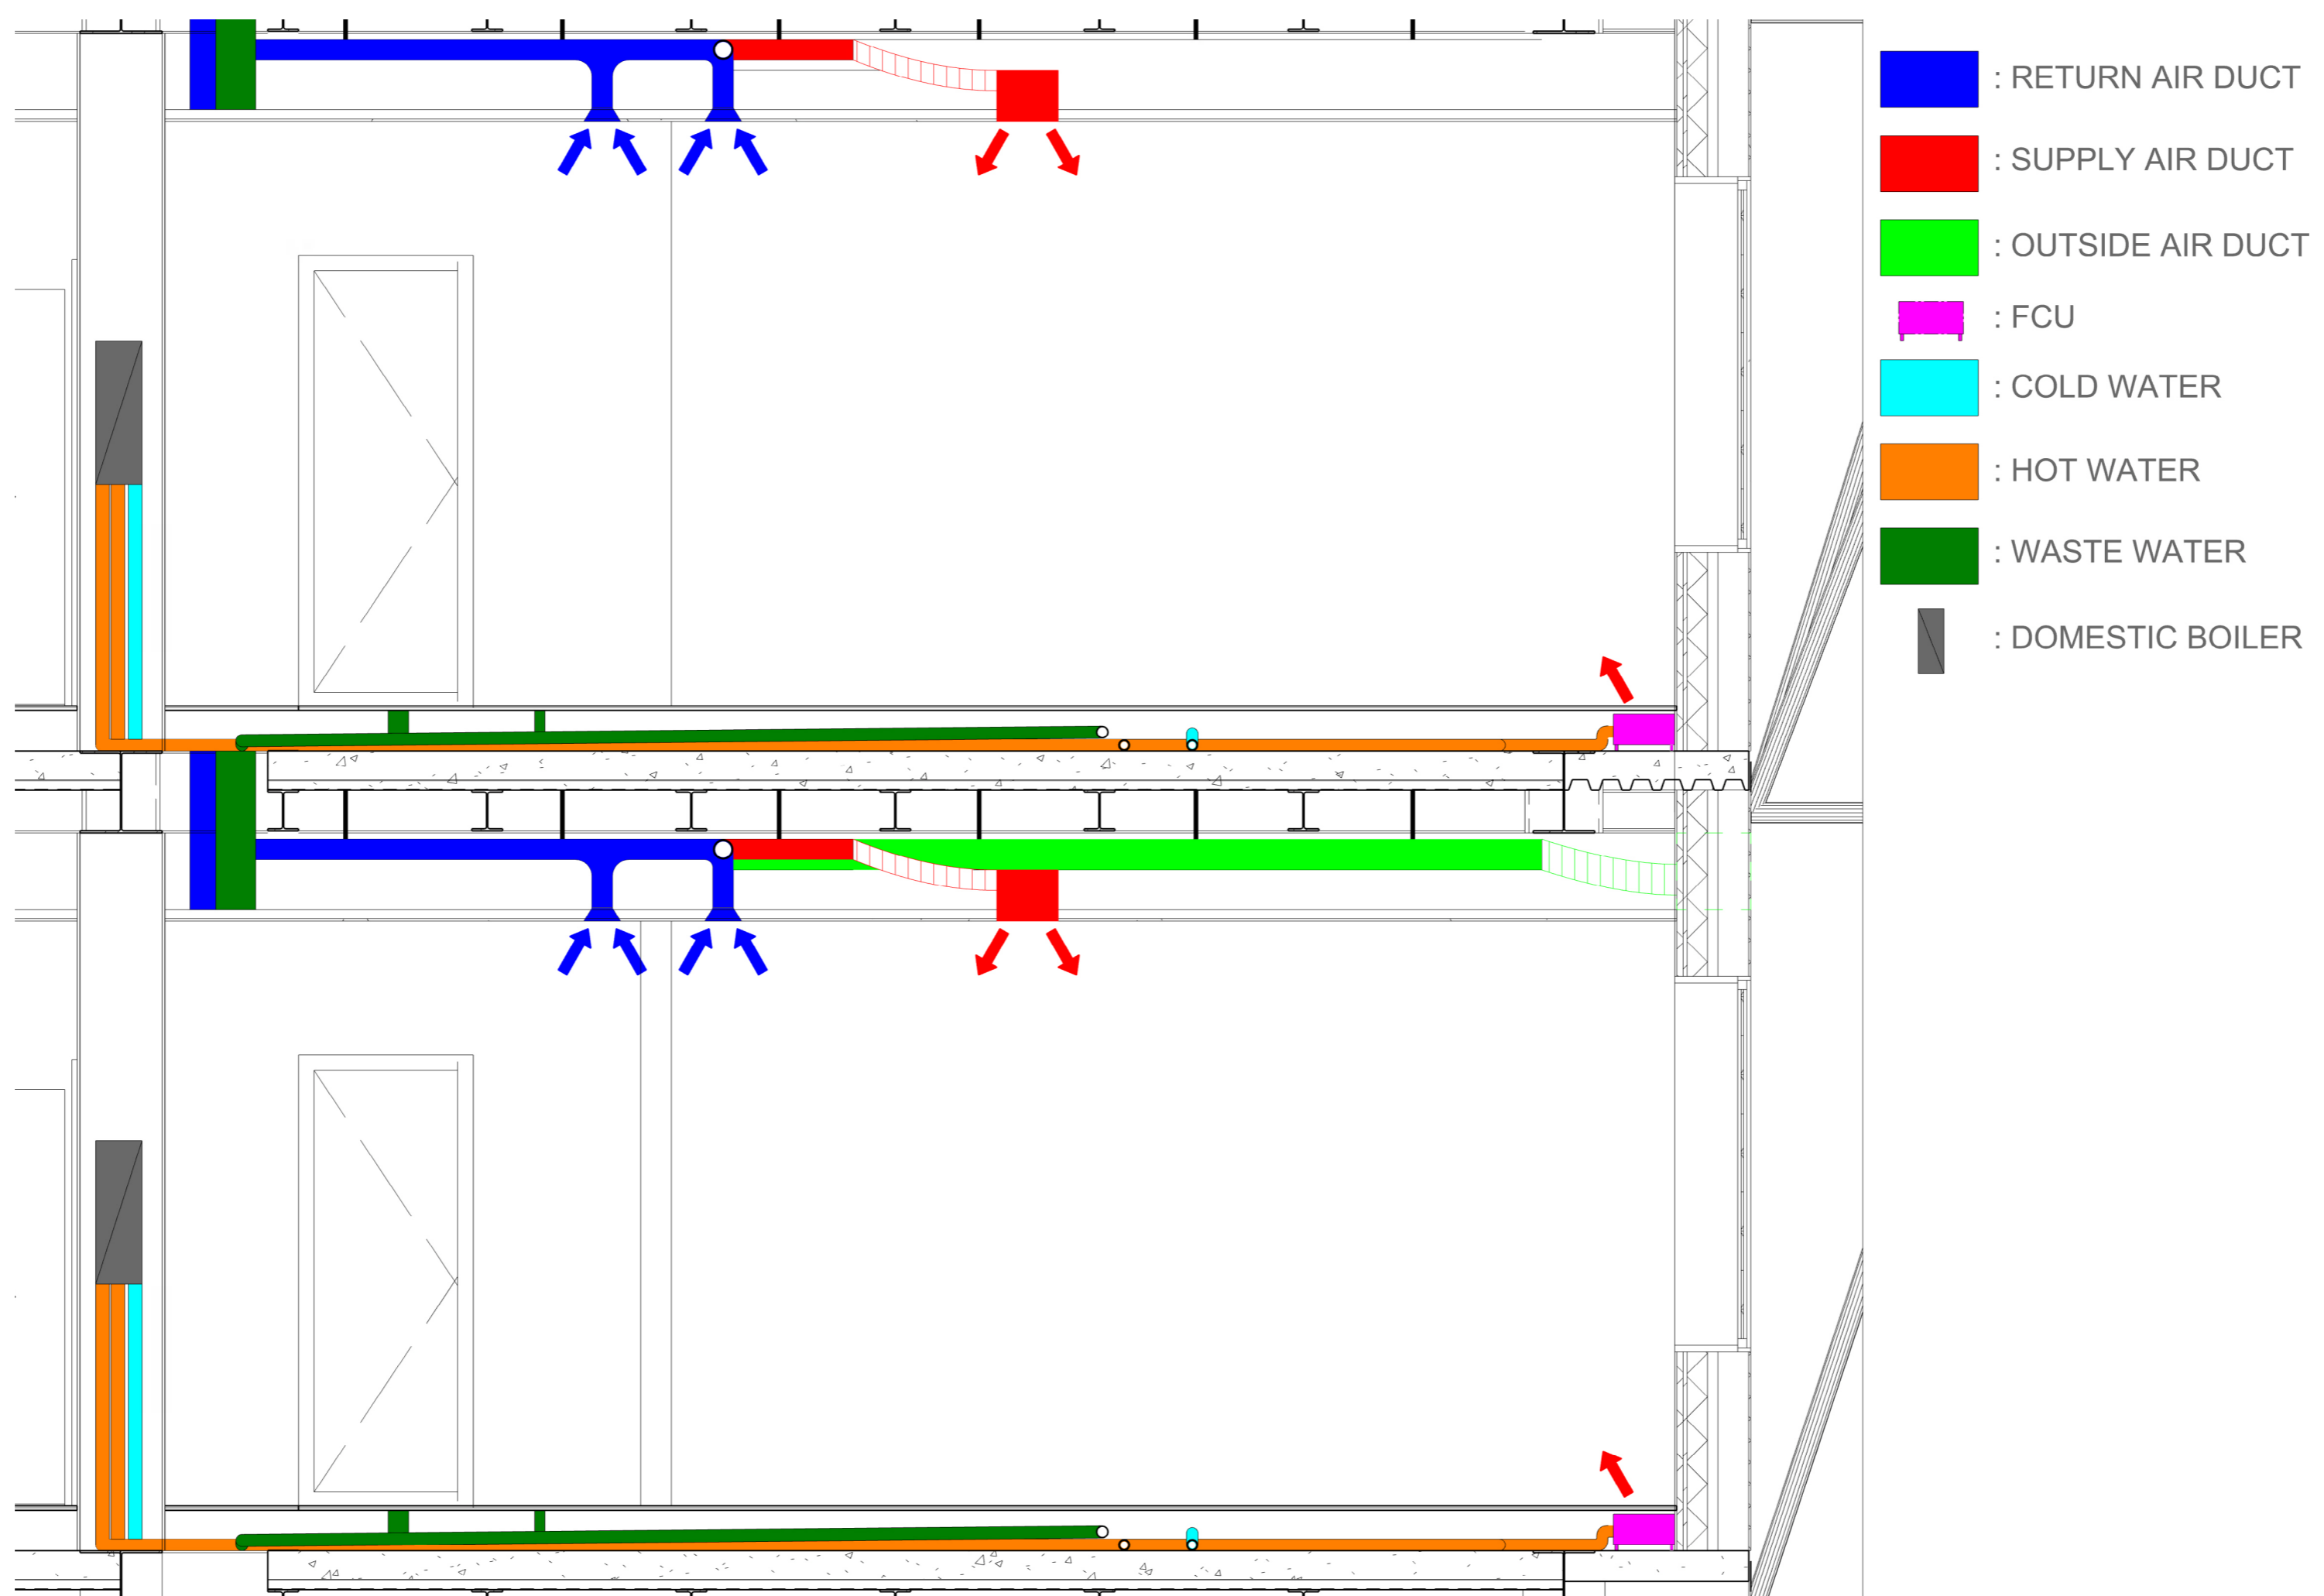 : RETURN AIR DUCT
: SUPPLY AIR DUCT
: OUTSIDE AIR DUCT
: FCU
: COLD WATER
: HOT WATER
: WASTE WATER
: DOMESTIC BOILER